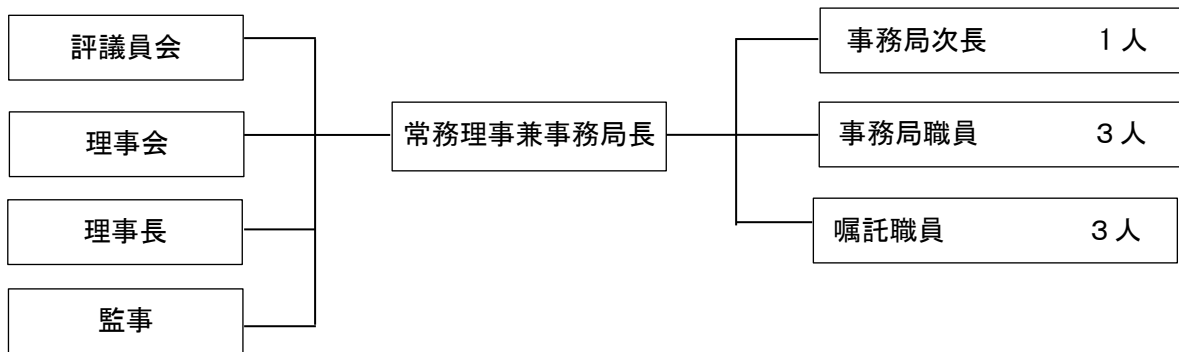 評議員会
理事会
理事長
監事
常務理事兼事務局長
事務局次長 1人
事務局職員 3人
嘱託職員 3人